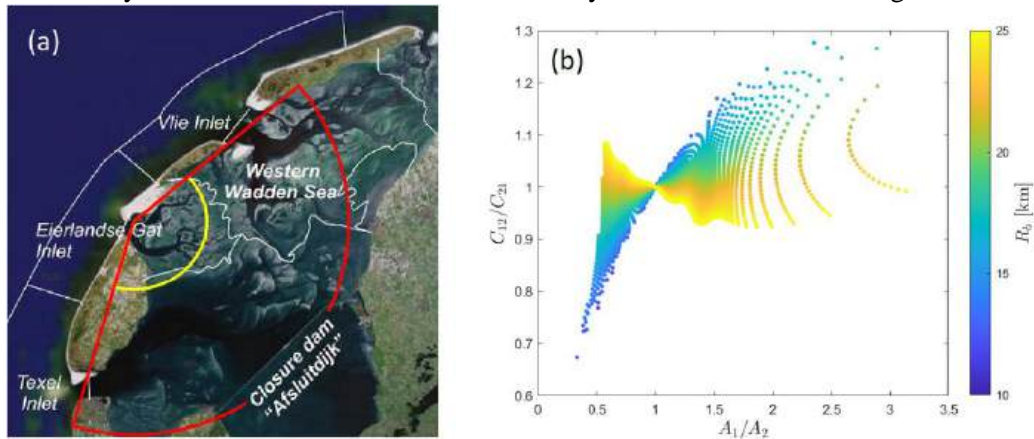 (a)
Vlie Inlet
Western
Wadden Sea
Eierlandse Gat
Inlet
Texel
Inlet
Closure dam
"Afsluitdijk"
(b)
1.3
1.2
1.1
1
0.9
0.8
0.7
0.6
C₁₂/C₂₁
0 0.5 1 1.5 2 2.5 3 3.5
A₁/A₂
25
20
15
10
R_b [km]